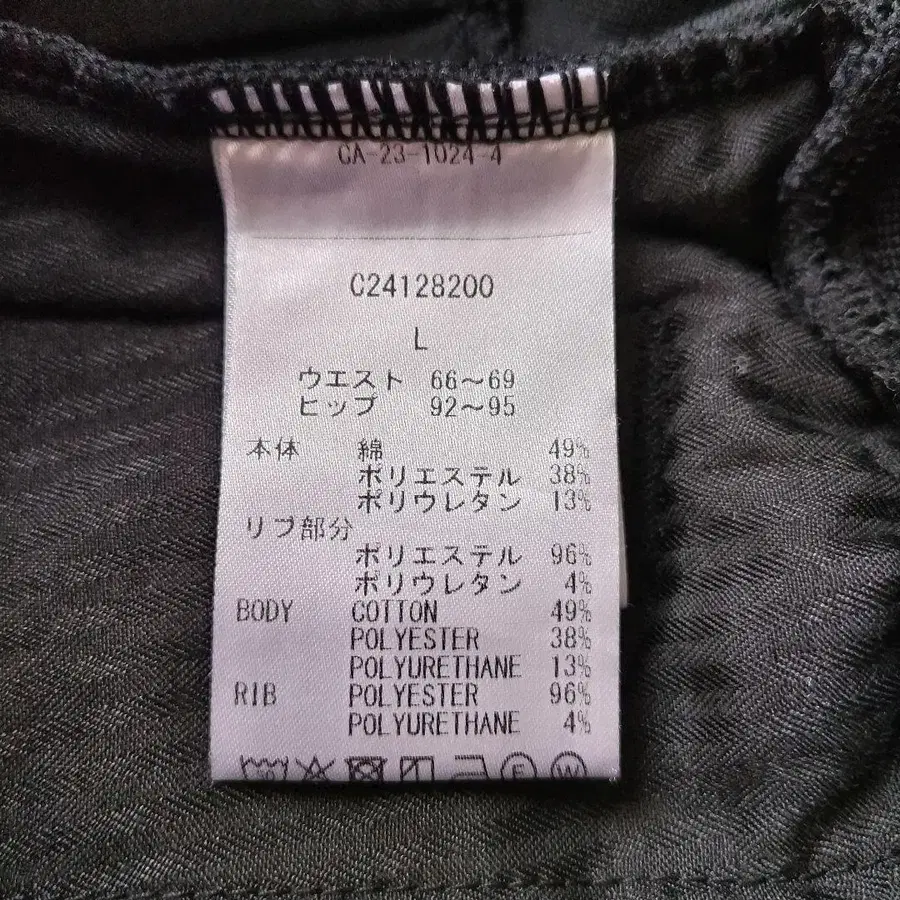 CA-23-1024-4
C24128200
L
ウエスト 66～69
ヒップ 92～95
本体 綿 49%
ポリエステル 38%
ポリウレタン 13%
リブ部分
ポリエステル 96%
ポリウレタン 4%
BODY COTTON 49%
POLYESTER 38%
POLYURETHANE 13%
RIB POLYESTER 96%
POLYURETHANE 4%
F W